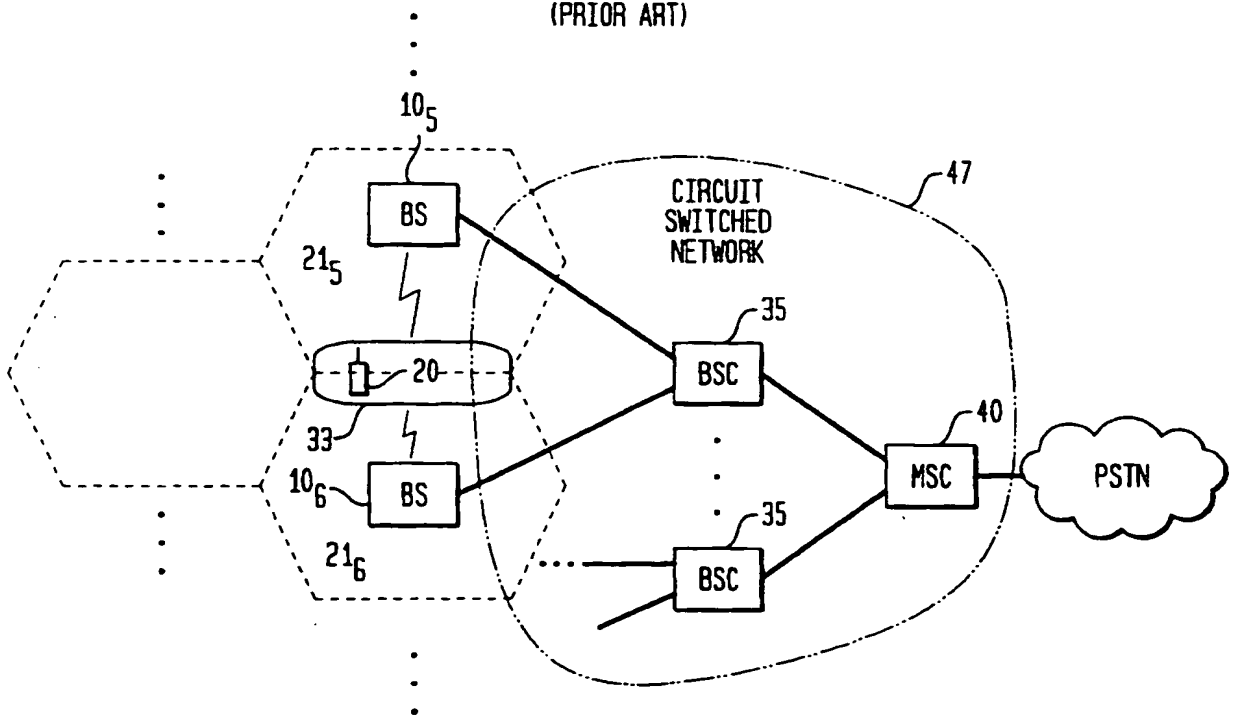 (PRIOR ART)
10₅
BS
21₅
CIRCUIT
SWITCHED
NETWORK
47
35
BSC
20
33
40
MSC
PSTN
10₆
BS
21₆
35
BSC